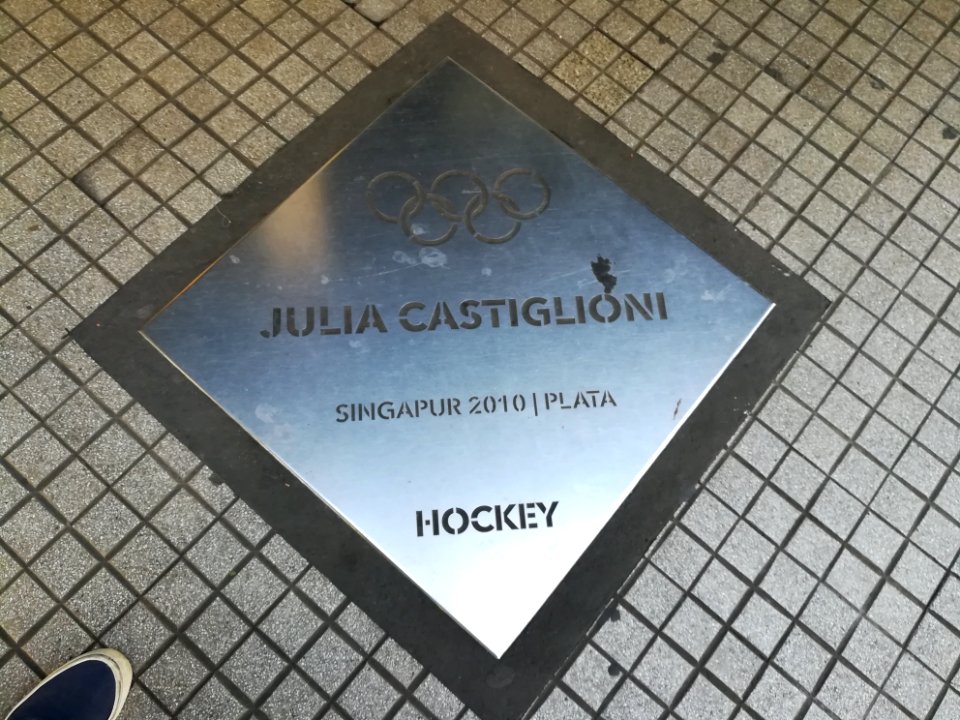 JULIA CASTIGLIONI
SINGAPUR 2010 | PLATA
HOCKEY